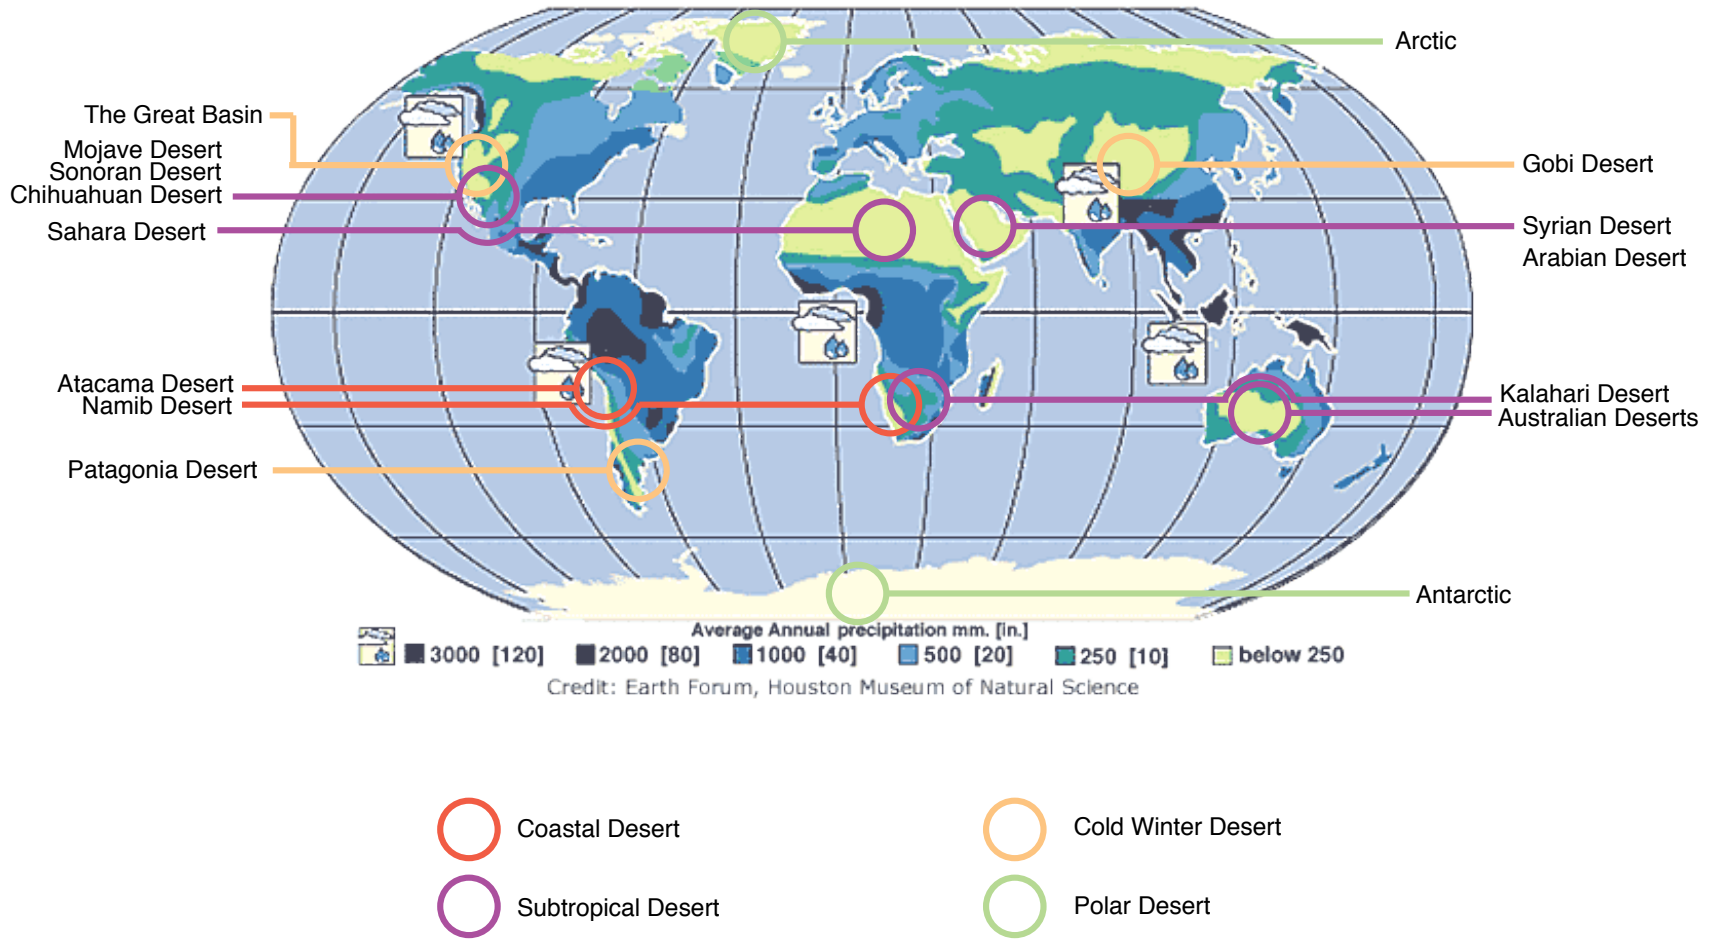 Arctic
The Great Basin
Mojave Desert
Sonoran Desert
Chihuahuan Desert
Sahara Desert
Gobi Desert
Syrian Desert
Arabian Desert
Atacama Desert
Namib Desert
Kalahari Desert
Australian Deserts
Patagonia Desert
Antarctic
Average Annual precipitation mm. [in.]
3000 [120] 2000 [80] 1000 [40] 500 [20] 250 [10] below 250
Credit: Earth Forum, Houston Museum of Natural Science
Coastal Desert
Cold Winter Desert
Subtropical Desert
Polar Desert